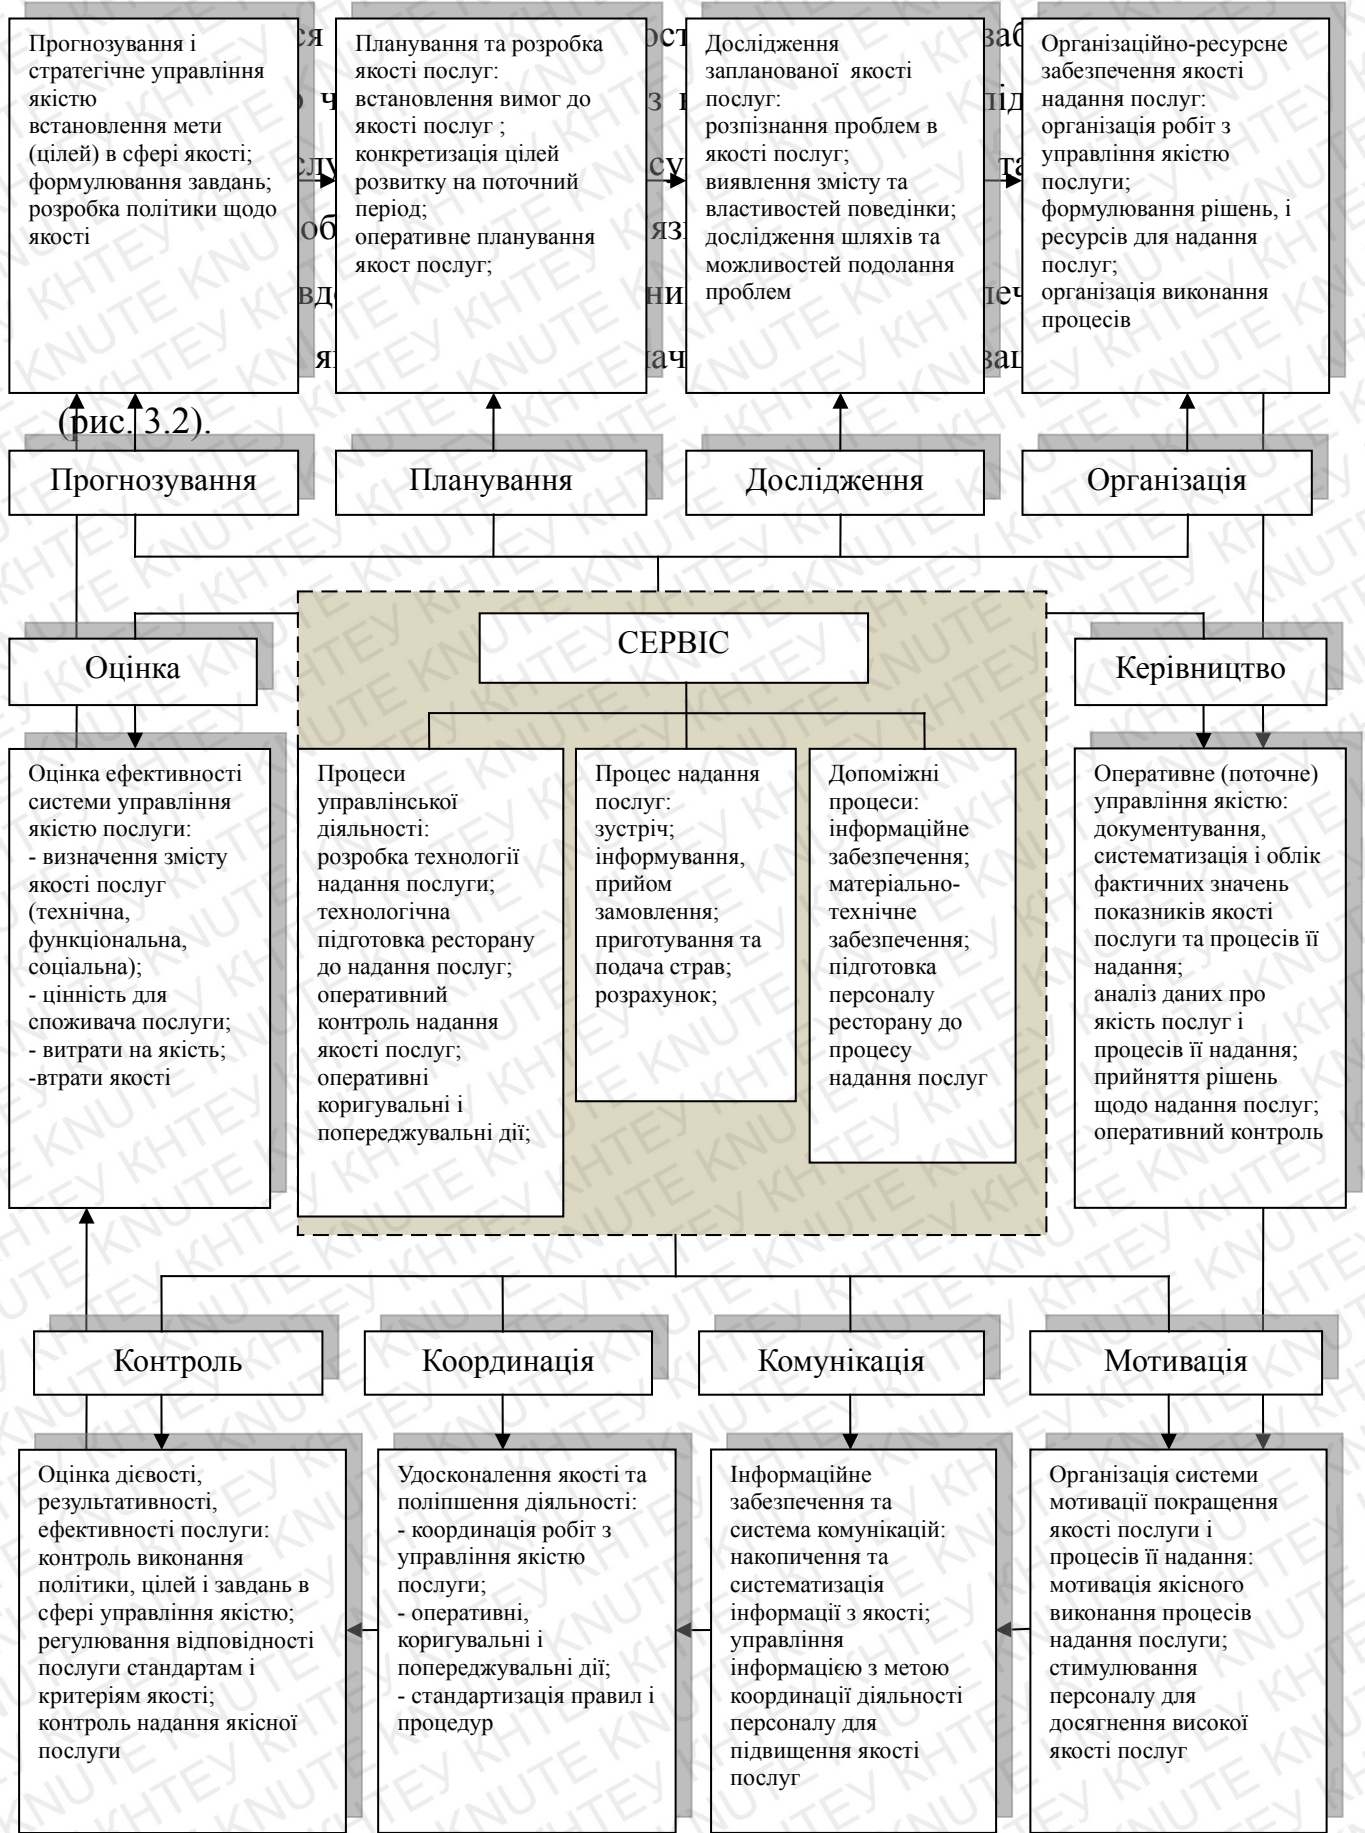 Прогнозування і
стратегічне управління
якістю
встановлення мети
(цілей) в сфері якості;
формулювання завдань;
розробка політики щодо
якості
Планування та розробка
якості послуг:
встановлення вимог до
якості послуг ;
конкретизація цілей
розвитку на поточний
період;
оперативне планування
якост послуг;
Дослідження
запланованої якості
послуг:
розпізнання проблем в
якості послуг;
виявлення змісту та
властивостей поведінки;
дослідження шляхів та
можливостей подолання
проблем
Організаційно-ресурсне
забезпечення якості
надання послуг:
організація робіт з
управління якістю
послуги;
формулювання рішень, і
ресурсів для надання
послуг;
організація виконання
процесів
(рис. 3.2).
Прогнозування
Планування
Дослідження
Організація
Оцінка
СЕРВІС
Керівництво
Оцінка ефективності
системи управління
якістю послуги:
- визначення змісту
якості послуг
(технічна,
функціональна,
соціальна);
- цінність для
споживача послуги;
- витрати на якість;
-втрати якості
Процеси
управлінської
діяльності:
розробка технології
надання послуги;
технологічна
підготовка ресторану
до надання послуг;
оперативний
контроль надання
якості послуг;
оперативні
коригувальні і
попереджувальні дії;
Процес надання
послуг:
зустріч;
інформування,
прийом
замовлення;
приготування та
подача страв;
розрахунок;
Допоміжні
процеси:
інформаційне
забезпечення;
матеріально-
технічне
забезпечення;
підготовка
персоналу
ресторану до
процесу
надання послуг
Оперативне (поточне)
управління якістю:
документування,
систематизація і облік
фактичних значень
показників якості
послуги та процесів її
надання;
аналіз даних про
якість послуг і
процесів її надання;
прийняття рішень
щодо надання послуг;
оперативний контроль
Контроль
Координація
Комунікація
Мотивація
Оцінка дієвості,
результативності,
ефективності послуги:
контроль виконання
політики, цілей і завдань в
сфері управління якістю;
регулювання відповідності
послуги стандартам і
критеріям якості;
контроль надання якісної
послуги
Удосконалення якості та
поліпшення діяльності:
- координація робіт з
управління якістю
послуги;
- оперативні,
коригувальні і
попереджувальні дії;
- стандартизація правил і
процедур
Інформаційне
забезпечення та
система комунікацій:
накопичення та
систематизація
інформації з якості;
управління
інформацією з метою
координації діяльності
персоналу для
підвищення якості
послуг
Організація системи
мотивації покращення
якості послуги і
процесів її надання:
мотивація якісного
виконання процесів
надання послуги;
стимулювання
персоналу для
досягнення високої
якості послуг